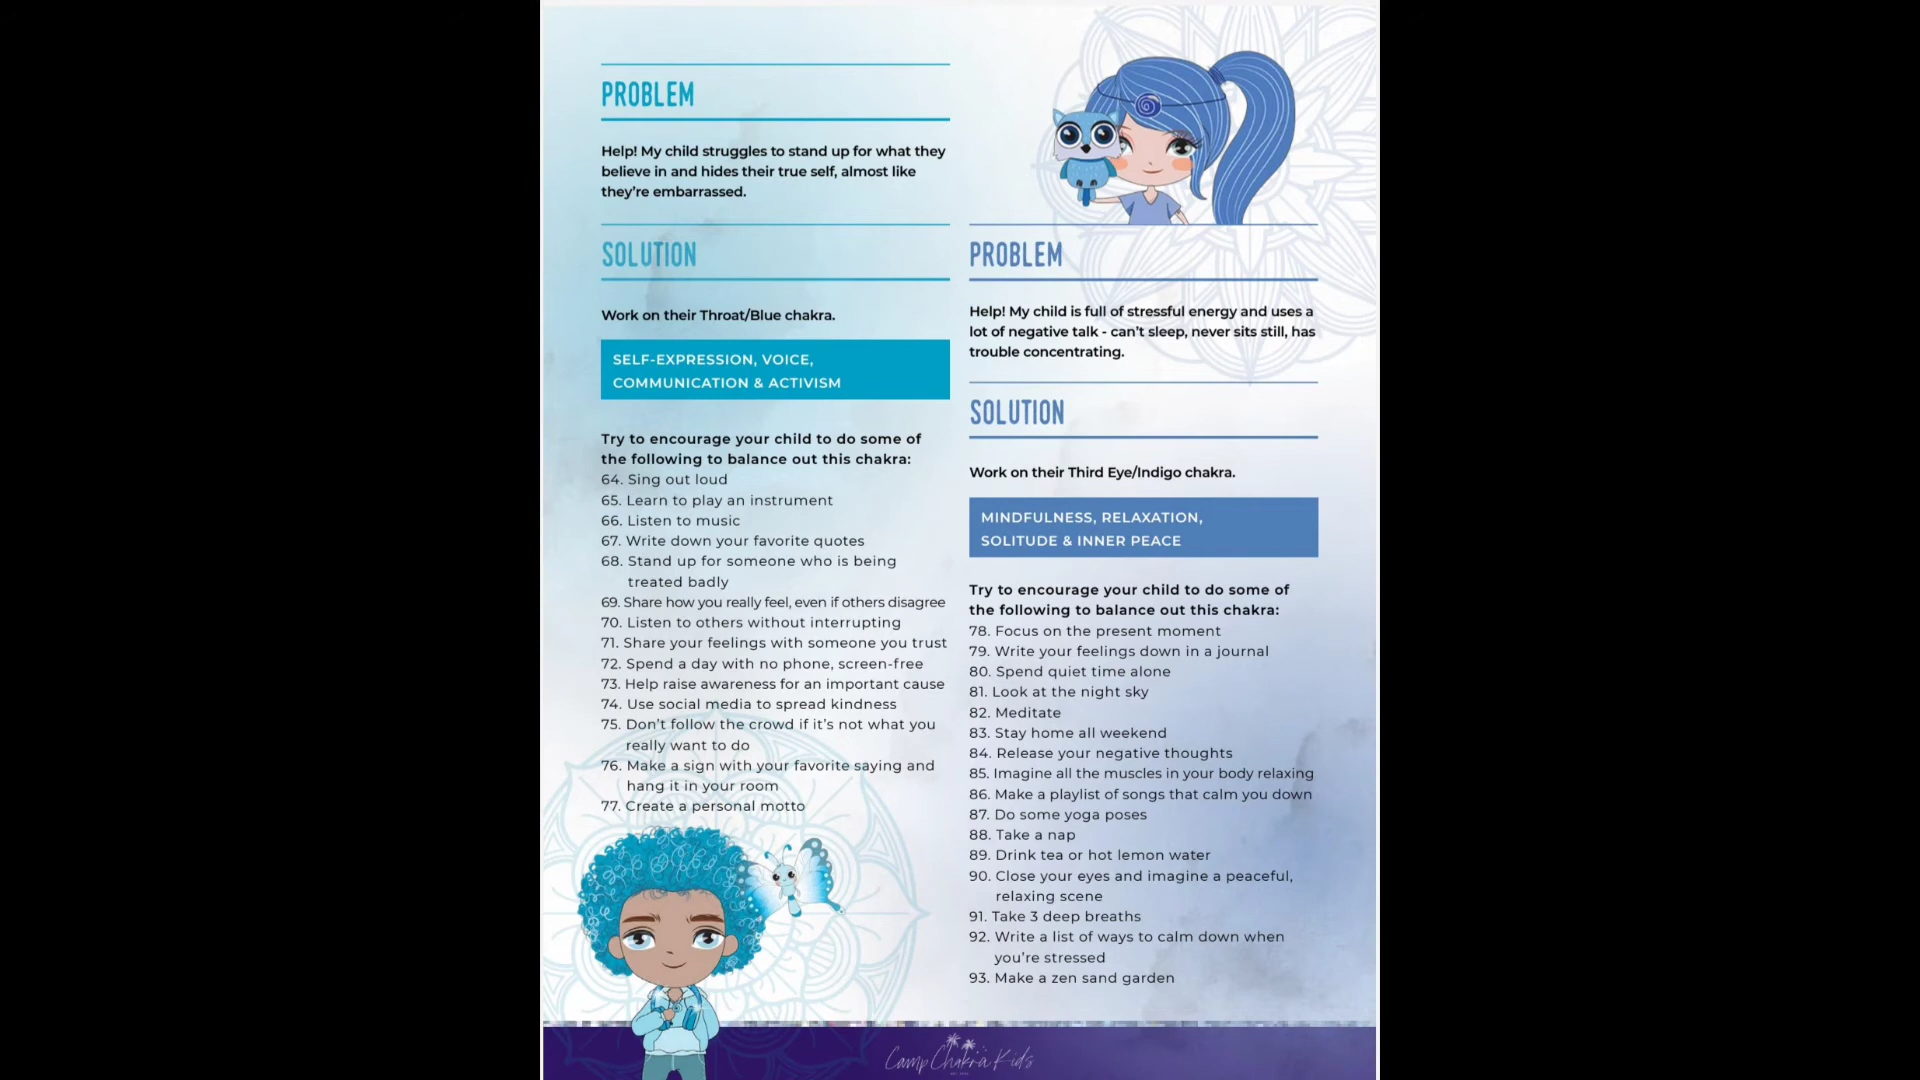 PROBLEM
Help! My child struggles to stand up for what they
believe in and hides their true self, almost like
they're embarrassed.
SOLUTION
Work on their Throat/Blue chakra.
SELF-EXPRESSION, VOICE,
COMMUNICATION & ACTIVISM
Try to encourage your child to do some of
the following to balance out this chakra:
64. Sing out loud
65. Learn to play an instrument
66. Listen to music
67. Write down your favorite quotes
68. Stand up for someone who is being
treated badly
69. Share how you really feel, even if others disagree
70. Listen to others without interrupting
71. Share your feelings with someone you trust
72. Spend a day with no phone, screen-free
73. Help raise awareness for an important cause
74. Use social media to spread kindness
75. Don't follow the crowd if it's not what you
really want to do
76. Make a sign with your favorite saying and
hang it in your room
77. Create a personal motto
PROBLEM
Help! My child is full of stressful energy and uses a
lot of negative talk - can't sleep, never sits still, has
trouble concentrating.
SOLUTION
Work on their Third Eye/Indigo chakra.
MINDFULNESS, RELAXATION,
SOLITUDE & INNER PEACE
Try to encourage your child to do some of
the following to balance out this chakra:
78. Focus on the present moment
79. Write your feelings down in a journal
80. Spend quiet time alone
81. Look at the night sky
82. Meditate
83. Stay home all weekend
84. Release your negative thoughts
85. Imagine all the muscles in your body relaxing
86. Make a playlist of songs that calm you down
87. Do some yoga poses
88. Take a nap
89. Drink tea or hot lemon water
90. Close your eyes and imagine a peaceful,
relaxing scene
91. Take 3 deep breaths
92. Write a list of ways to calm down when
you're stressed
93. Make a zen sand garden
Camp Chakra Kids